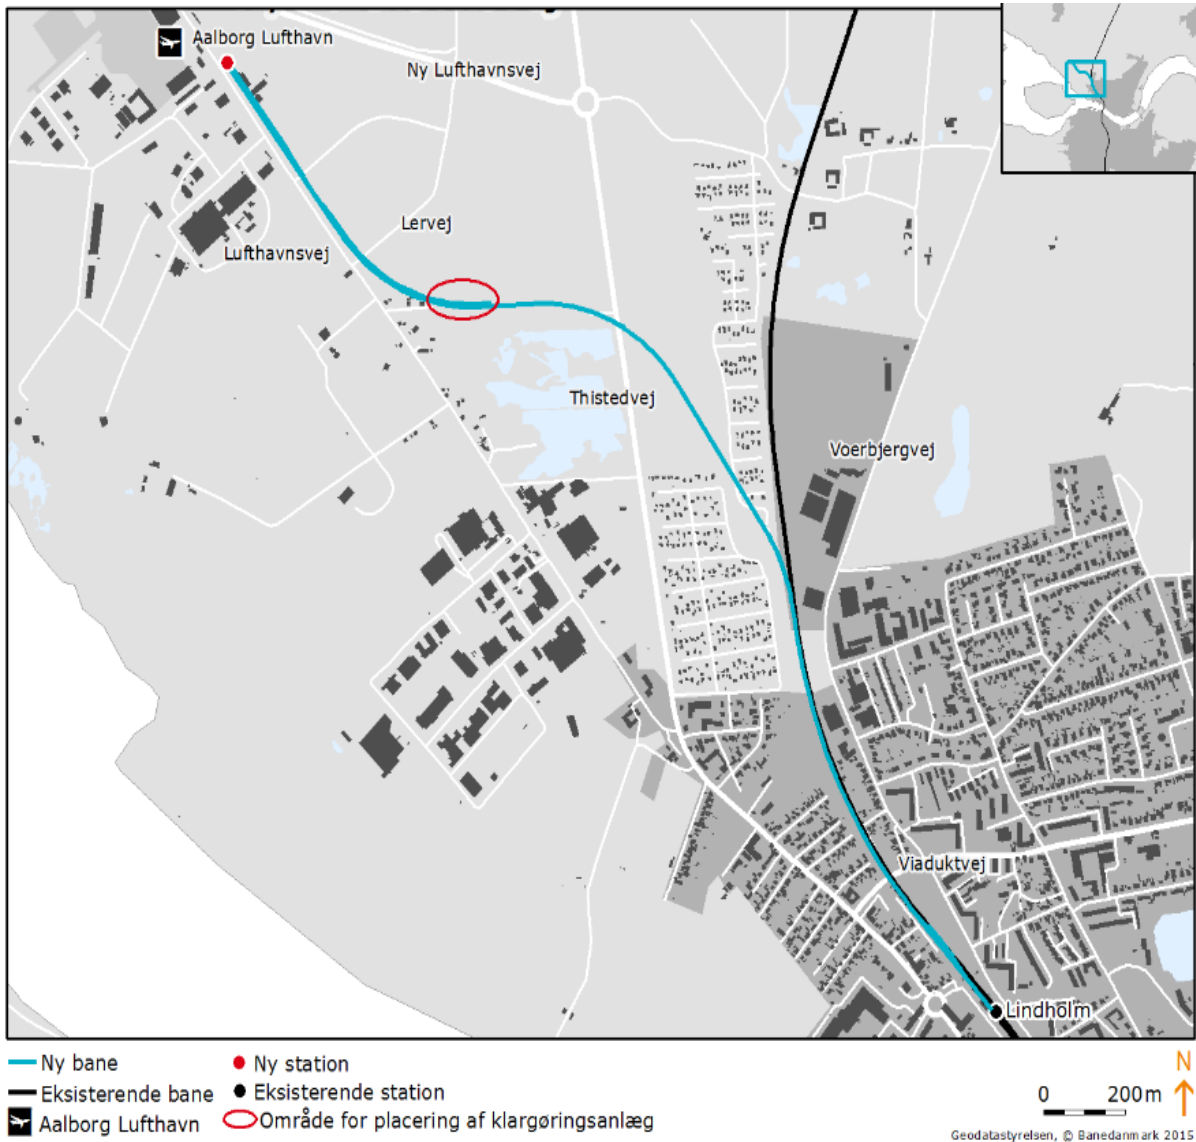 Aalborg Lufthavn
Ny Lufthavnsvej
Lervej
Lufthavnsvej
Thistedvej
Voerbjergvej
Viaduktvej
Lindholm
Ny bane
Ny station
Eksisterende bane
Eksisterende station
Aalborg Lufthavn
Område for placering af klargøringsanlæg
0 200 m
N
Geodatastyrelsen, © Banedanmark 2015